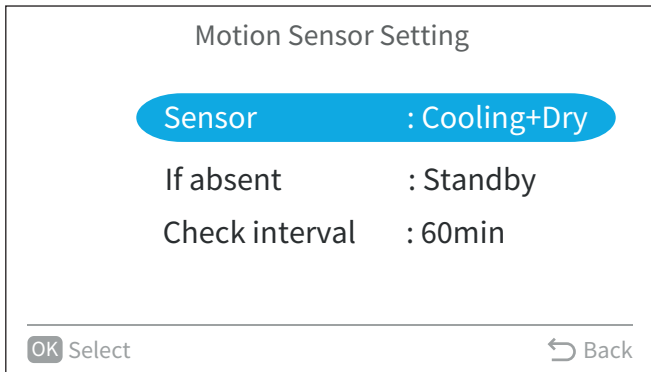 Motion Sensor Setting
Sensor : Cooling+Dry
If absent : Standby
Check interval : 60min
OK Select Back